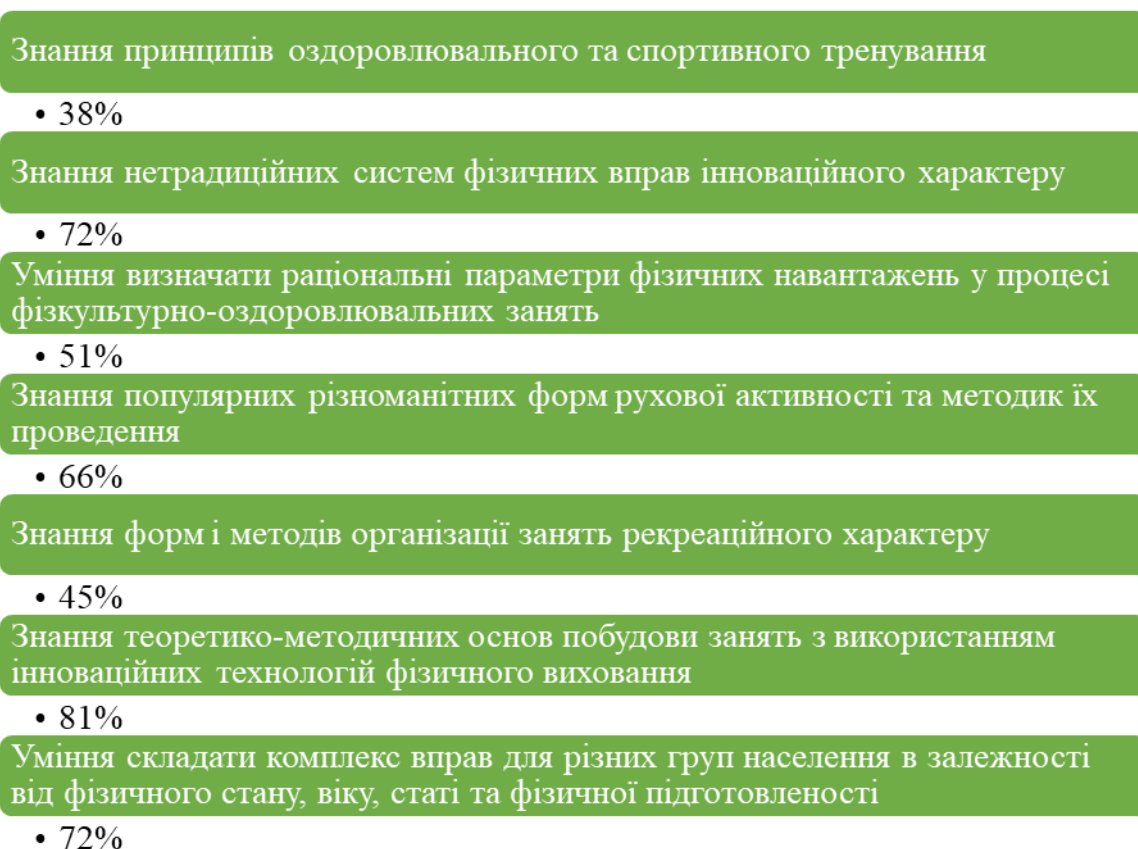 Знання принципів оздоровлювального та спортивного тренування
• 38%
Знання нетрадиційних систем фізичних вправ інноваційного характеру
• 72%
Уміння визначати раціональні параметри фізичних навантажень у процесі
фізкультурно-оздоровлювальних занять
• 51%
Знання популярних різноманітних форм рухової активності та методик їх
проведення
• 66%
Знання форм і методів організації занять рекреаційного характеру
• 45%
Знання теоретико-методичних основ побудови занять з використанням
інноваційних технологій фізичного виховання
• 81%
Уміння складати комплекс вправ для різних груп населення в залежності
від фізичного стану, віку, статі та фізичної підготовленості
• 72%